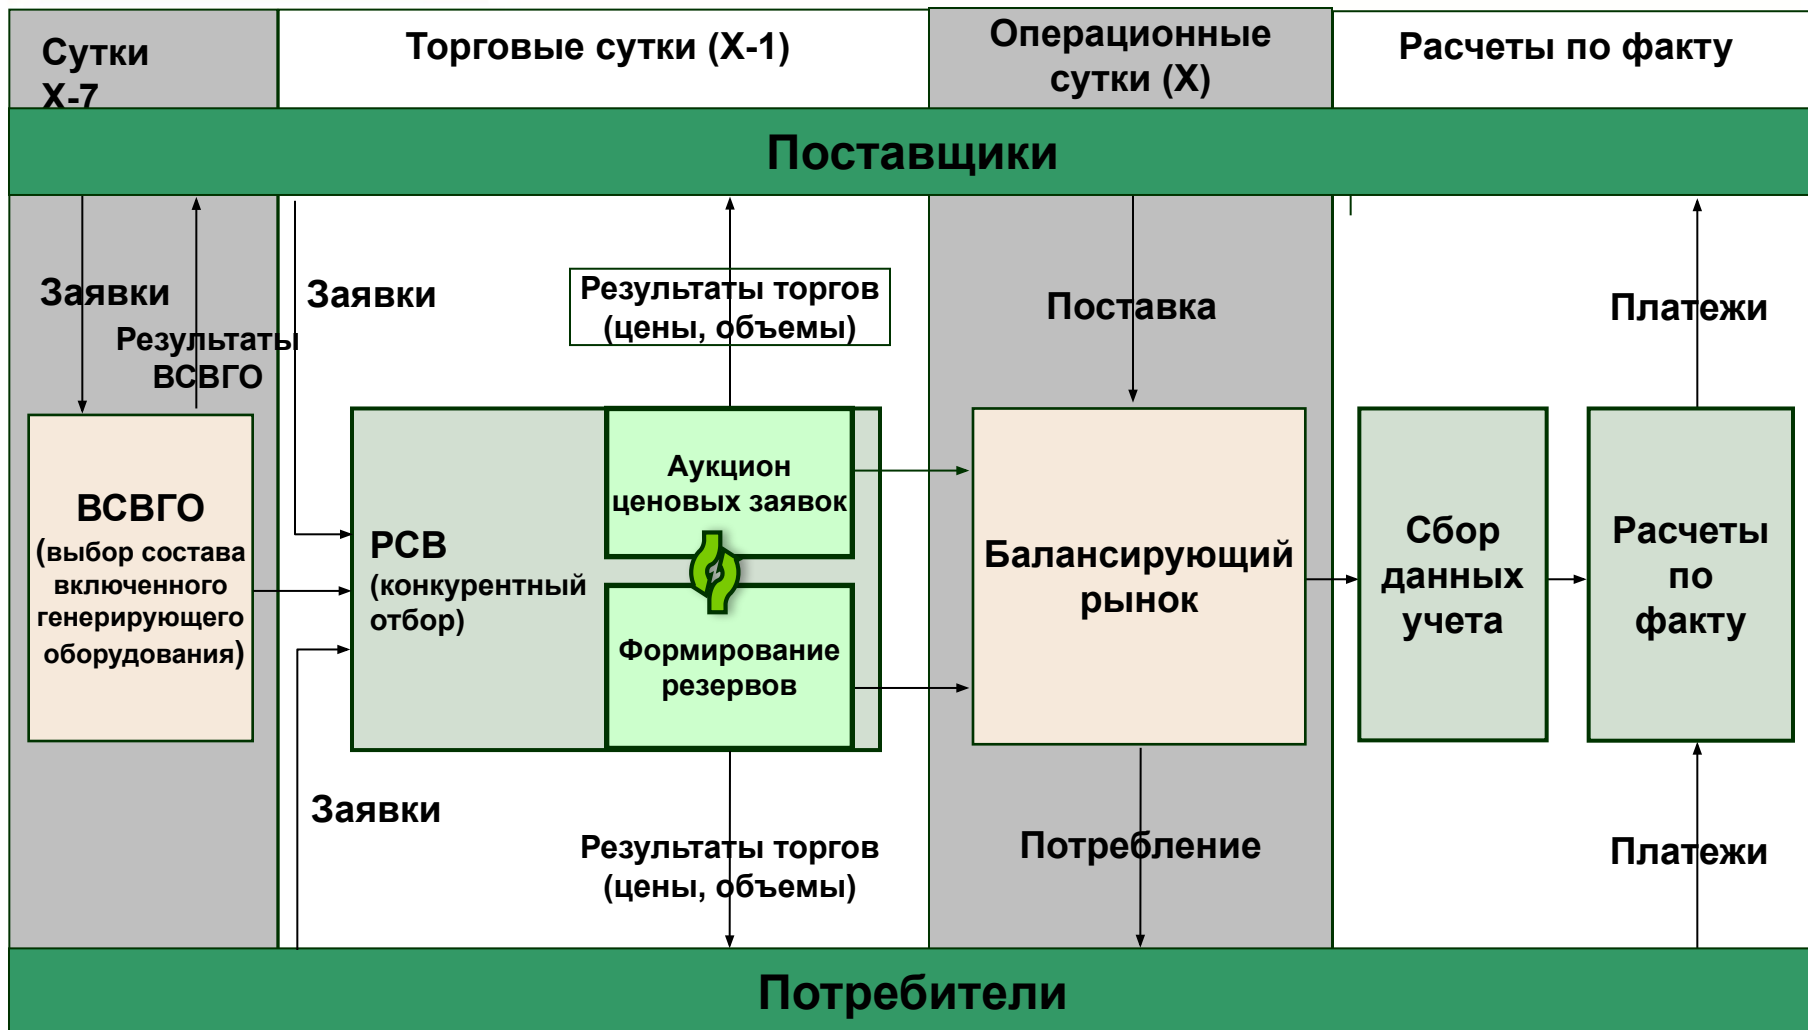 Сутки
Х-7
Торговые сутки (Х-1)
Операционные
сутки (Х)
Расчеты по факту
Поставщики
Заявки
Результаты
ВСВГО
Заявки
Результаты торгов
(цены, объемы)
Поставка
Платежи
ВСВГО
(выбор состава
включенного
генерирующего
оборудования)
РСВ
(конкурентный
отбор)
Аукцион
ценовых заявок
Формирование
резервов
Балансирующий
рынок
Сбор
данных
учета
Расчеты
по
факту
Заявки
Результаты торгов
(цены, объемы)
Потребление
Платежи
Потребители